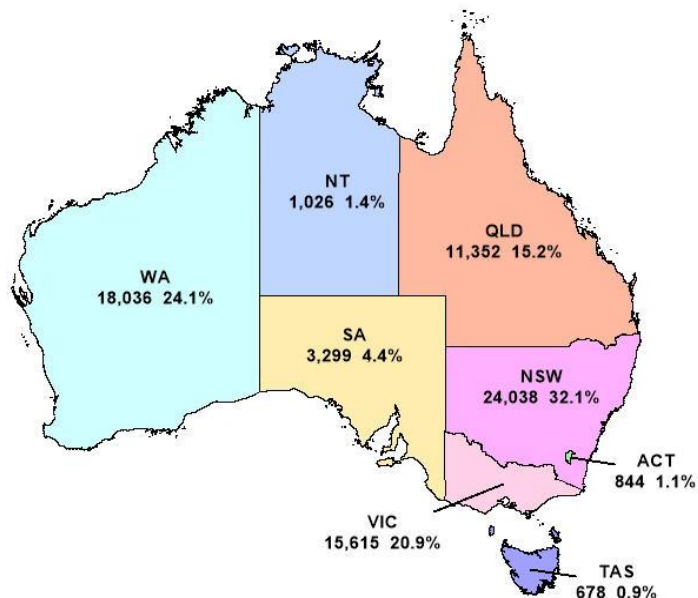 NT
1,026 1.4%
QLD
11,352 15.2%
WA
18,036 24.1%
SA
3,299 4.4%
NSW
24,038 32.1%
ACT
844 1.1%
VIC
15,615 20.9%
TAS
678 0.9%